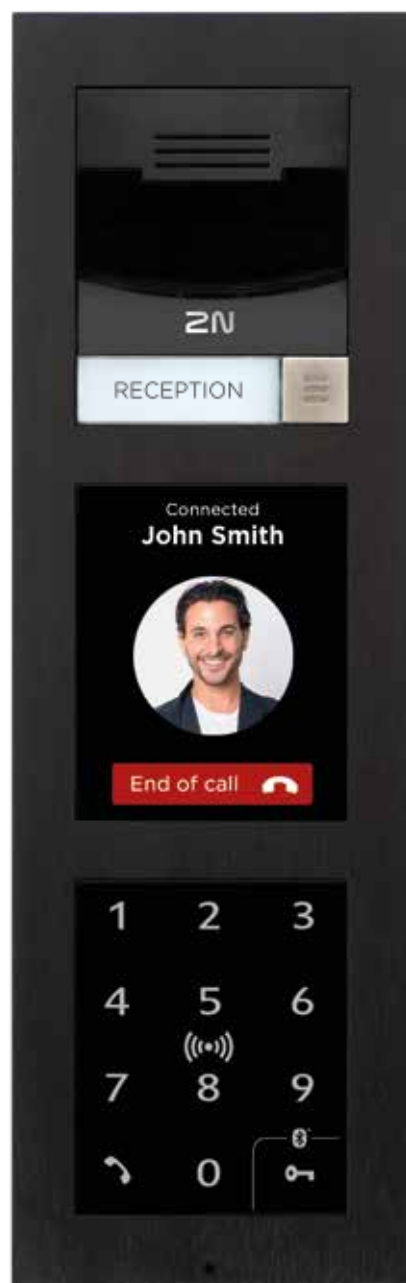 2N
RECEPTION
Connected
John Smith
End of call
1 2 3
4 5 6
7 8 9
0